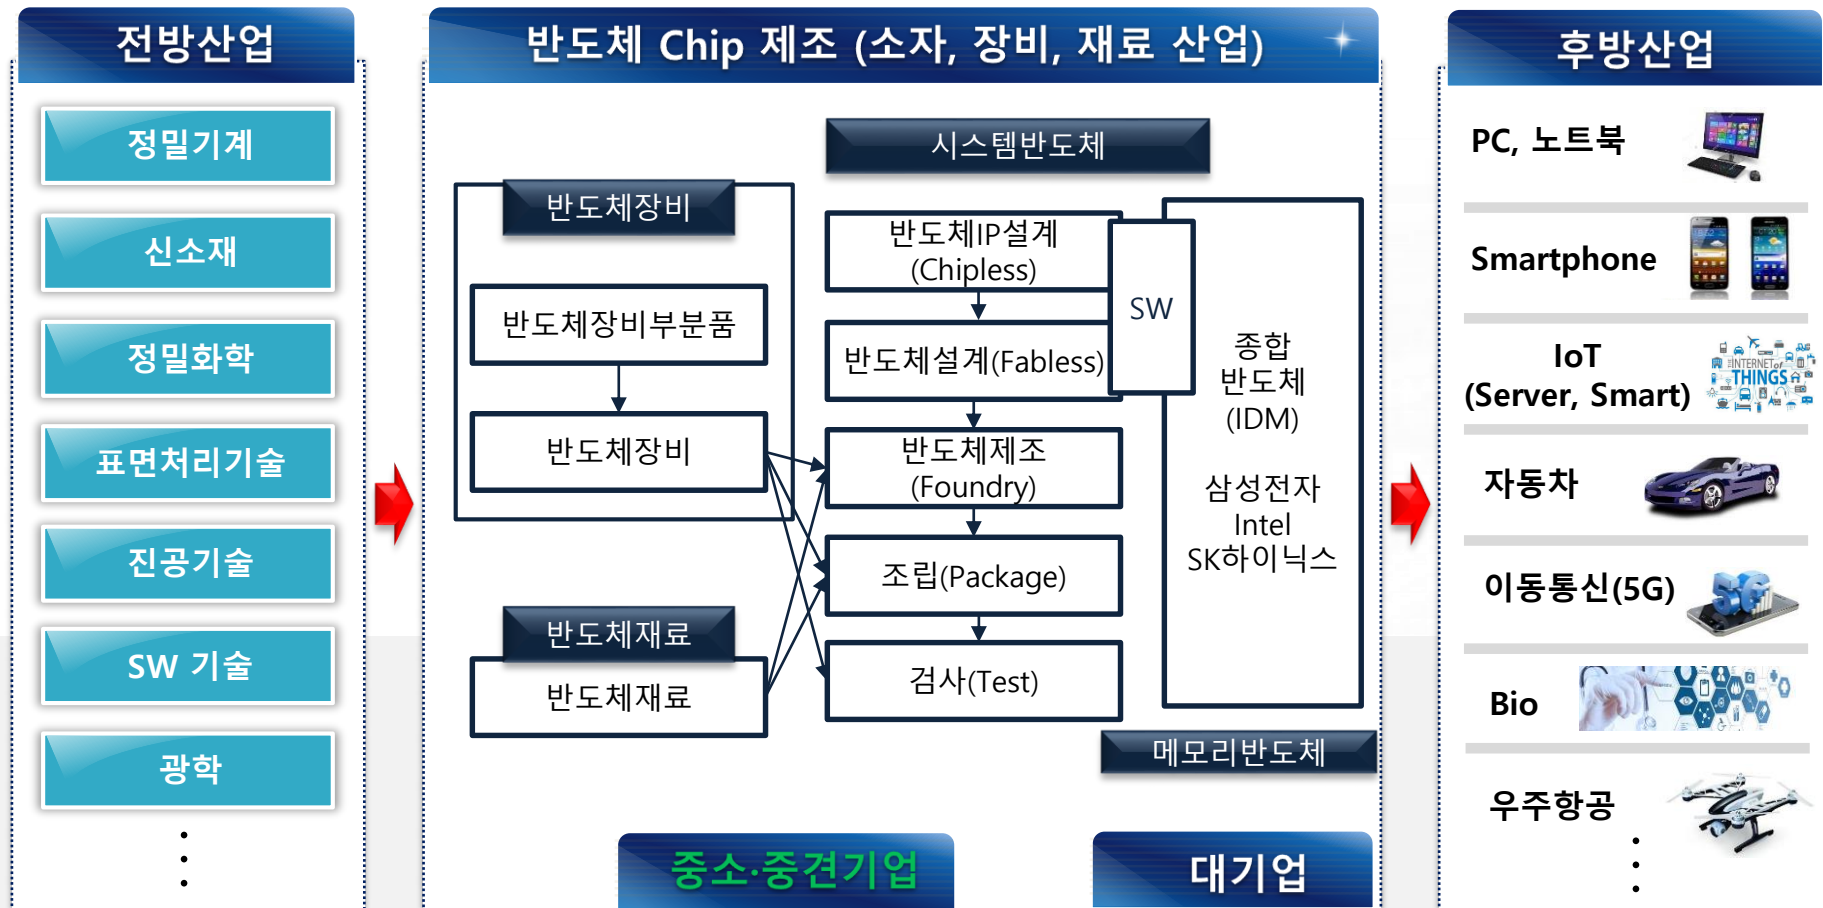 전방산업
정밀기계
신소재
정밀화학
표면처리기술
진공기술
SW 기술
광학
반도체 Chip 제조 (소자, 장비, 재료 산업)
반도체장비
반도체장비부분품
반도체장비
반도체재료
반도체재료
시스템반도체
반도체IP설계
(Chipless)
반도체설계(Fabless)
반도체제조
(Foundry)
조립(Package)
검사(Test)
SW
종합
반도체
(IDM)
삼성전자
Intel
SK하이닉스
메모리반도체
중소·중견기업
대기업
후방산업
PC, 노트북
Smartphone
IoT
(Server, Smart)
INTERNET of
THINGS
자동차
이동통신(5G)
5G
Bio
우주항공